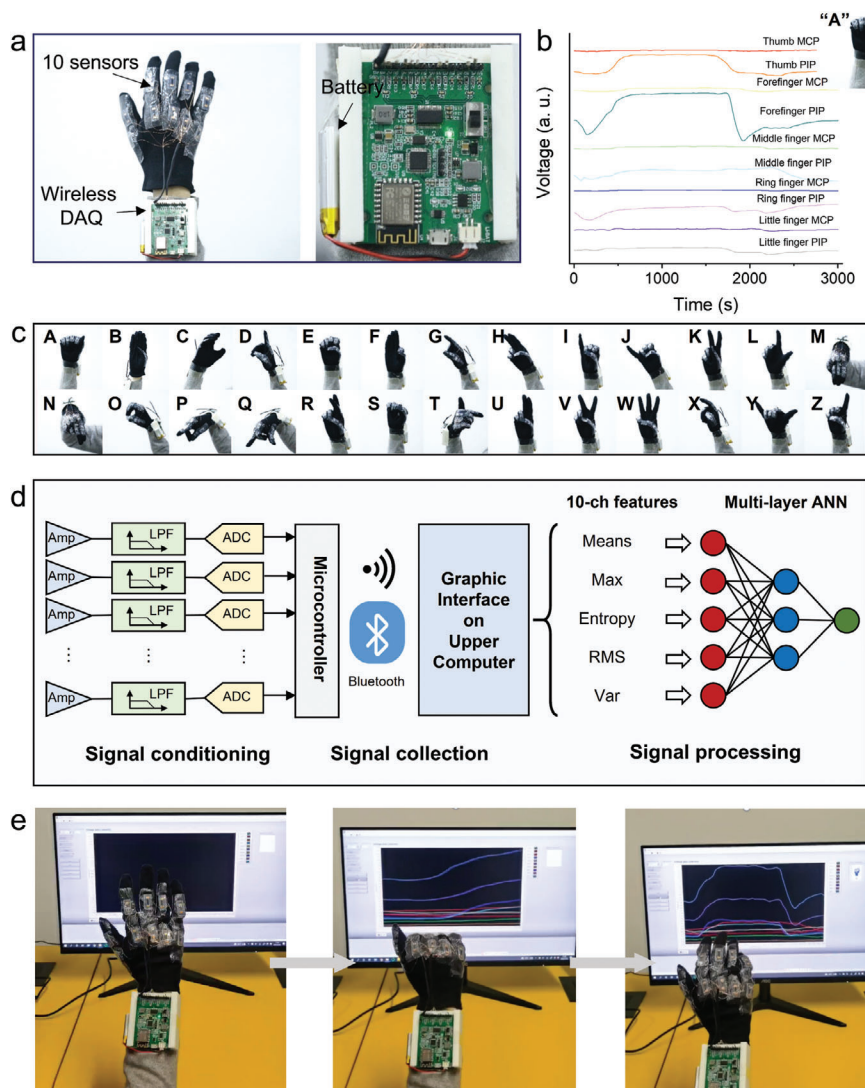 a
10 sensors
Wireless
DAQ
Battery
b
"A"
Voltage (a. u.)
Thumb MCP
Thumb PIP
Forefinger MCP
Forefinger PIP
Middle finger MCP
Middle finger PIP
Ring finger MCP
Ring finger PIP
Little finger MCP
Little finger PIP
0 1000 2000 3000
Time (s)
C
A B C D E F G H I J K L M
N O P Q R S T U V W X Y Z
d
10-ch features Multi-layer ANN
Amp LPF ADC
Amp LPF ADC
Amp LPF ADC
Amp LPF ADC
Microcontroller
Bluetooth
Graphic
Interface
on
Upper
Computer
Means
Max
Entropy
RMS
Var
Signal conditioning Signal collection Signal processing
e